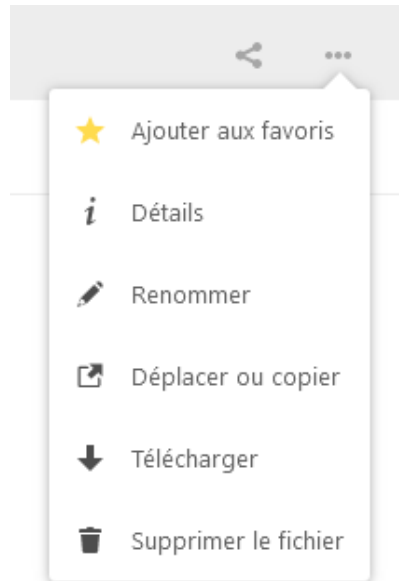 Ajouter aux favoris
Détails
Renommer
Déplacer ou copier
Télécharger
Supprimer le fichier